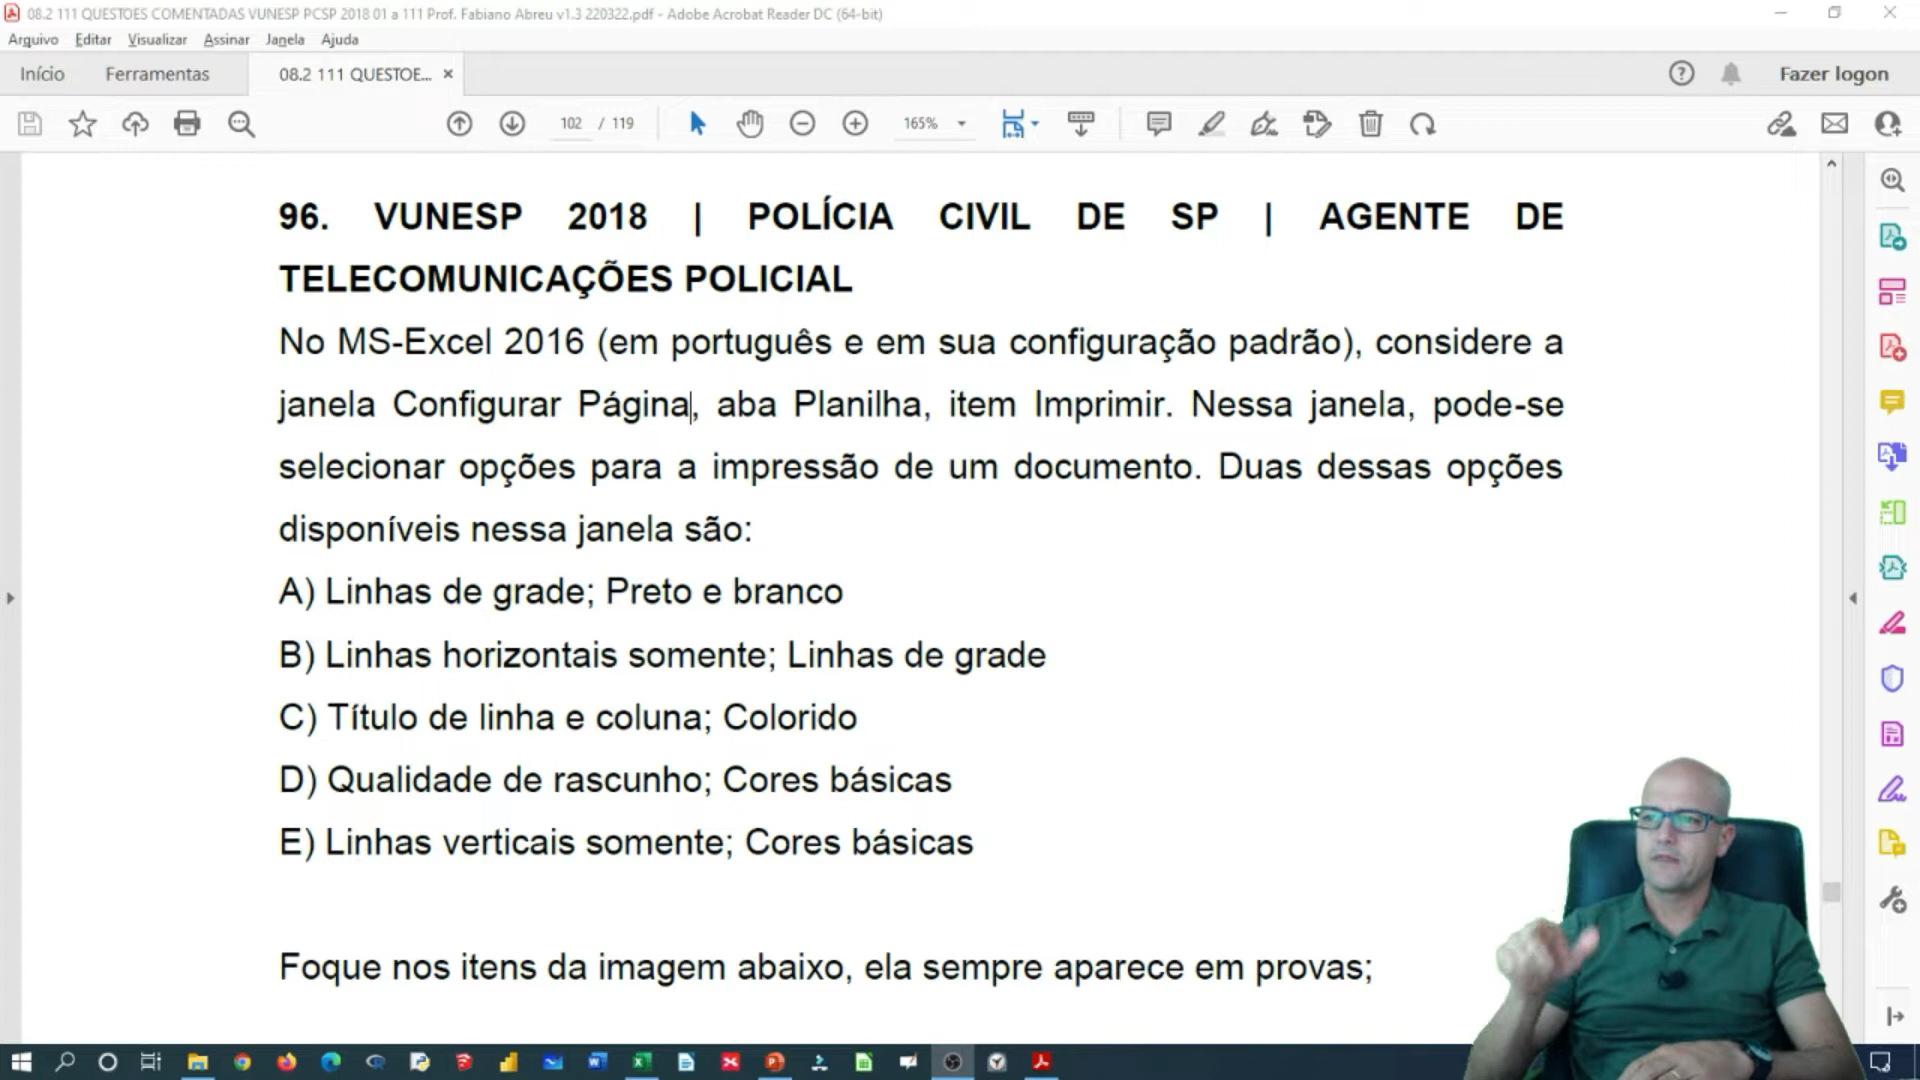 08.2 111 QUESTOES COMENTADAS VUNESP PCSP 2018 01 a 111 Prof. Fabiano Abreu v1.3 220322.pdf - Adobe Acrobat Reader DC (64-bit)
Arquivo Editar Visualizar Assinar Janela Ajuda
Início Ferramentas 08.2 111 QUESTOE... × Fazer logon
102 / 119 165%
96. VUNESP 2018 | POLÍCIA CIVIL DE SP | AGENTE DE
TELECOMUNICAÇÕES POLICIAL
No MS-Excel 2016 (em português e em sua configuração padrão), considere a
janela Configurar Página, aba Planilha, item Imprimir. Nessa janela, pode-se
selecionar opções para a impressão de um documento. Duas dessas opções
disponíveis nessa janela são:
A) Linhas de grade; Preto e branco
B) Linhas horizontais somente; Linhas de grade
C) Título de linha e coluna; Colorido
D) Qualidade de rascunho; Cores básicas
E) Linhas verticais somente; Cores básicas
Foque nos itens da imagem abaixo, ela sempre aparece em provas;